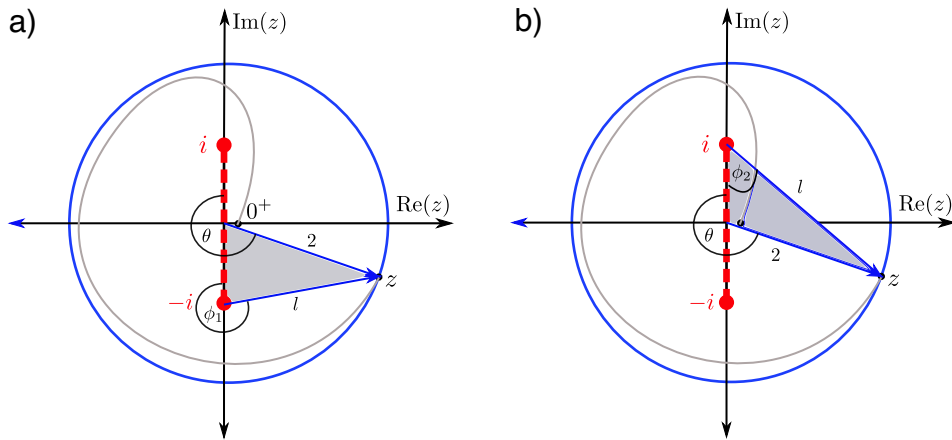 a)
Im(z)
i
0⁺
Re(z)
θ
2
z
−i
ϕ₁
l
b)
Im(z)
i
ϕ₂
l
Re(z)
θ
2
z
−i